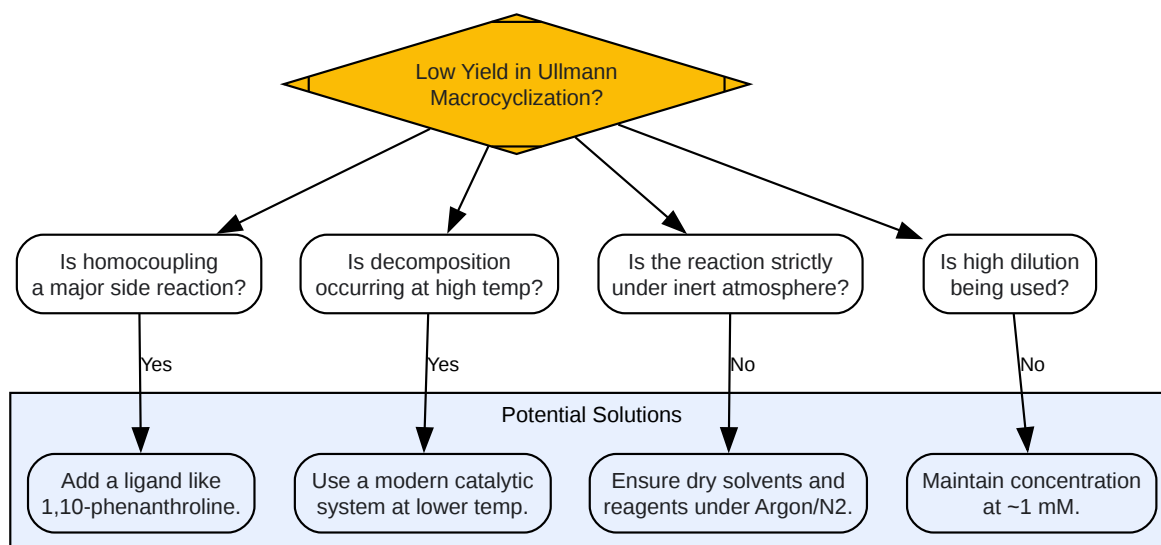 Low Yield in Ullmann
Macrocyclization?
Is homocoupling
a major side reaction?
Is decomposition
occurring at high temp?
Is the reaction strictly
under inert atmosphere?
Is high dilution
being used?
Yes
Yes
No
No
Potential Solutions
Add a ligand like
1,10-phenanthroline.
Use a modern catalytic
system at lower temp.
Ensure dry solvents and
reagents under Argon/N2.
Maintain concentration
at ~1 mM.